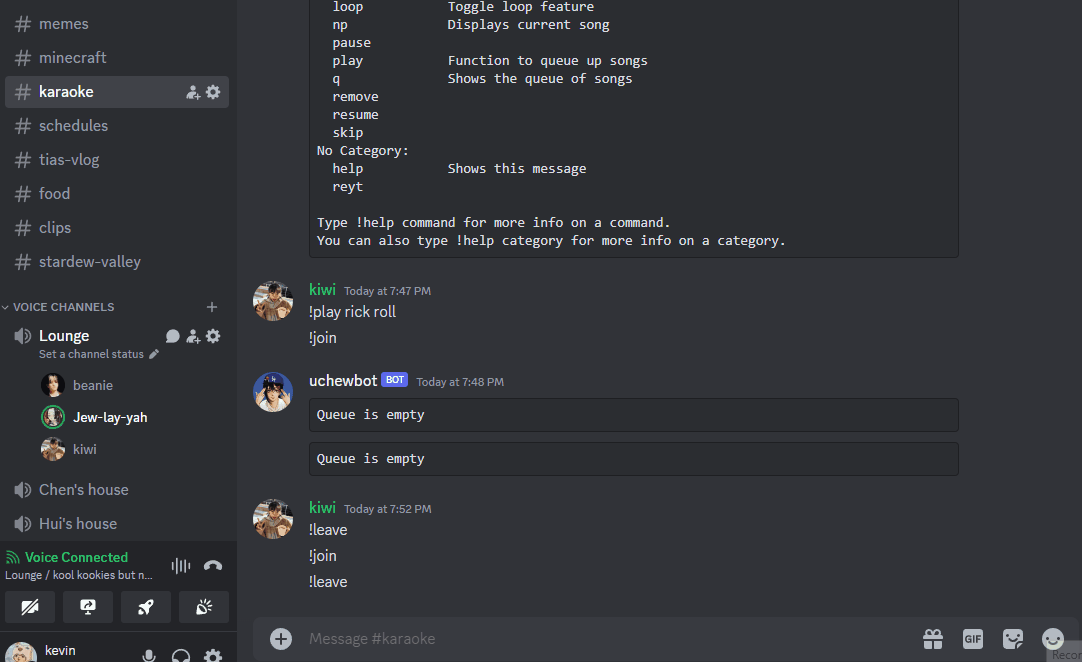 memes
minecraft
karaoke
schedules
tias-vlog
food
clips
stardew-valley
VOICE CHANNELS
Lounge
Set a channel status
beanie
Jew-lay-yah
kiwi
Chen's house
Hui's house
Voice Connected
Lounge / kool kookies but n...
kevin
loop Toggle loop feature
np Displays current song
pause
play Function to queue up songs
q Shows the queue of songs
remove
resume
skip
No Category:
help Shows this message
reyt
Type !help command for more info on a command.
You can also type !help category for more info on a category.
kiwi Today at 7:47 PM
!play rick roll
!join
uchewbot BOT Today at 7:48 PM
Queue is empty
Queue is empty
kiwi Today at 7:52 PM
!leave
!join
!leave
Message #karaoke
GIF
Recor